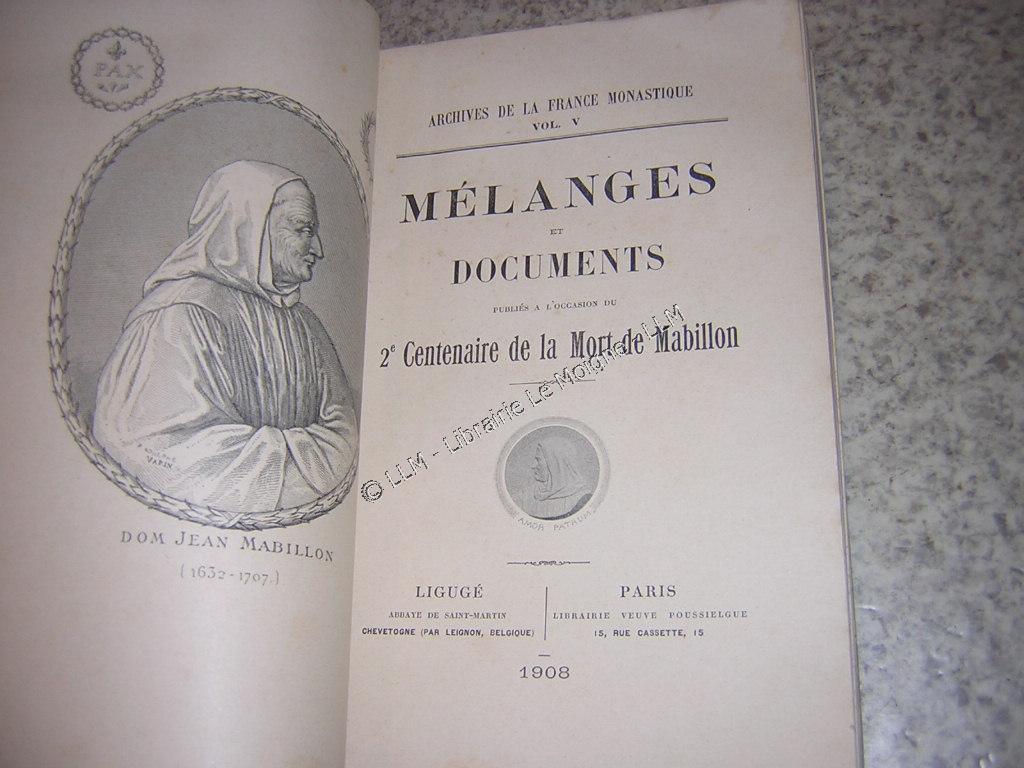 PAX
ADOLPHE
VARIN
DOM JEAN MABILLON
(1632-1707.)
ARCHIVES DE LA FRANCE MONASTIQUE
VOL. V
MÉLANGES
ET
DOCUMENTS
PUBLIÉS A L'OCCASION DU
2e Centenaire de la Mort de Mabillon
© LLM - Librairie Le Moigne LLM
AMOR PATRUM
LIGUGÉ
ABBAYE DE SAINT-MARTIN
CHEVETOGNE (PAR LEIGNON, BELGIQUE)
PARIS
LIBRAIRIE VEUVE POUSSIELGUE
15, RUE CASSETTE, 15
1908